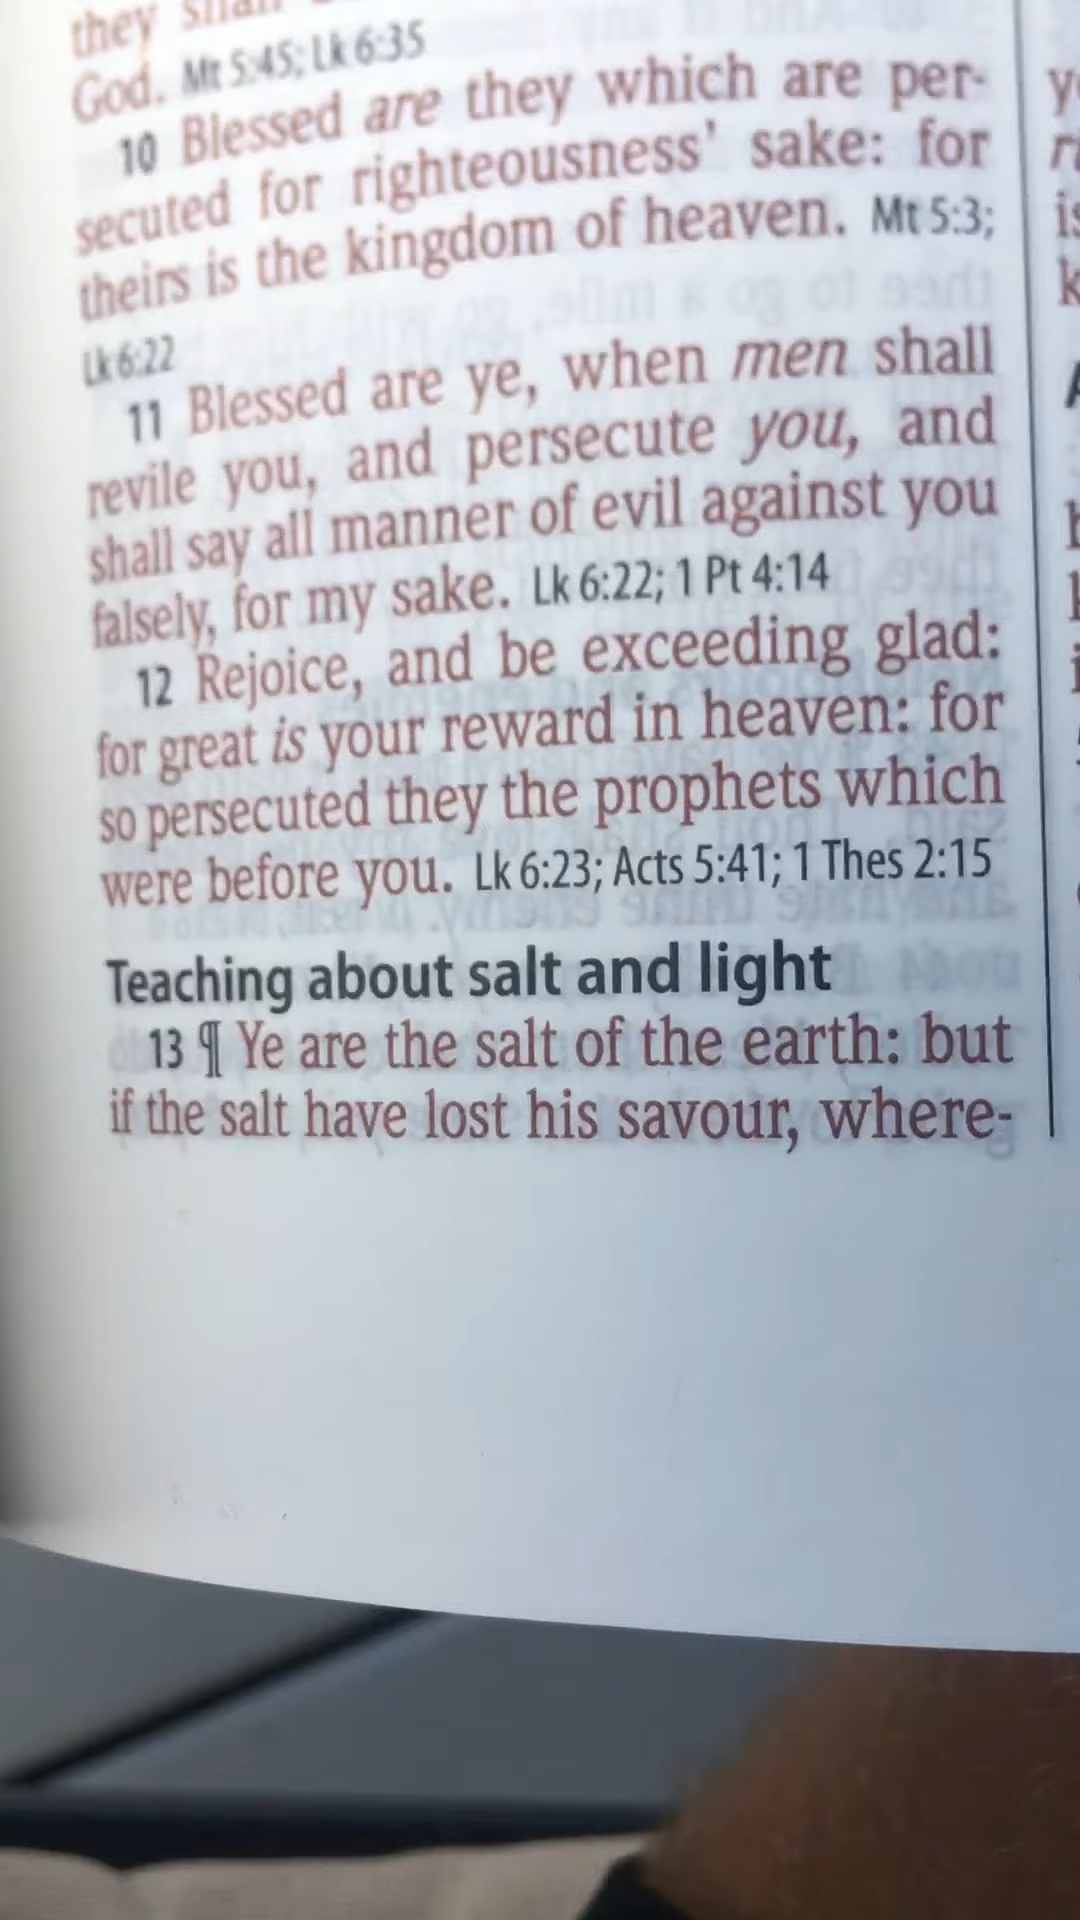 they shall
God. Mt 5:45; Lk 6:35
10 Blessed are they which are per-
secuted for righteousness' sake: for
theirs is the kingdom of heaven. Mt 5:3;
Lk 6:22
11 Blessed are ye, when men shall
revile you, and persecute you, and
shall say all manner of evil against you
falsely, for my sake. Lk 6:22; 1 Pt 4:14
12 Rejoice, and be exceeding glad:
for great is your reward in heaven: for
so persecuted they the prophets which
were before you. Lk 6:23; Acts 5:41; 1 Thes 2:15
Teaching about salt and light
13 ¶ Ye are the salt of the earth: but
if the salt have lost his savour, where-